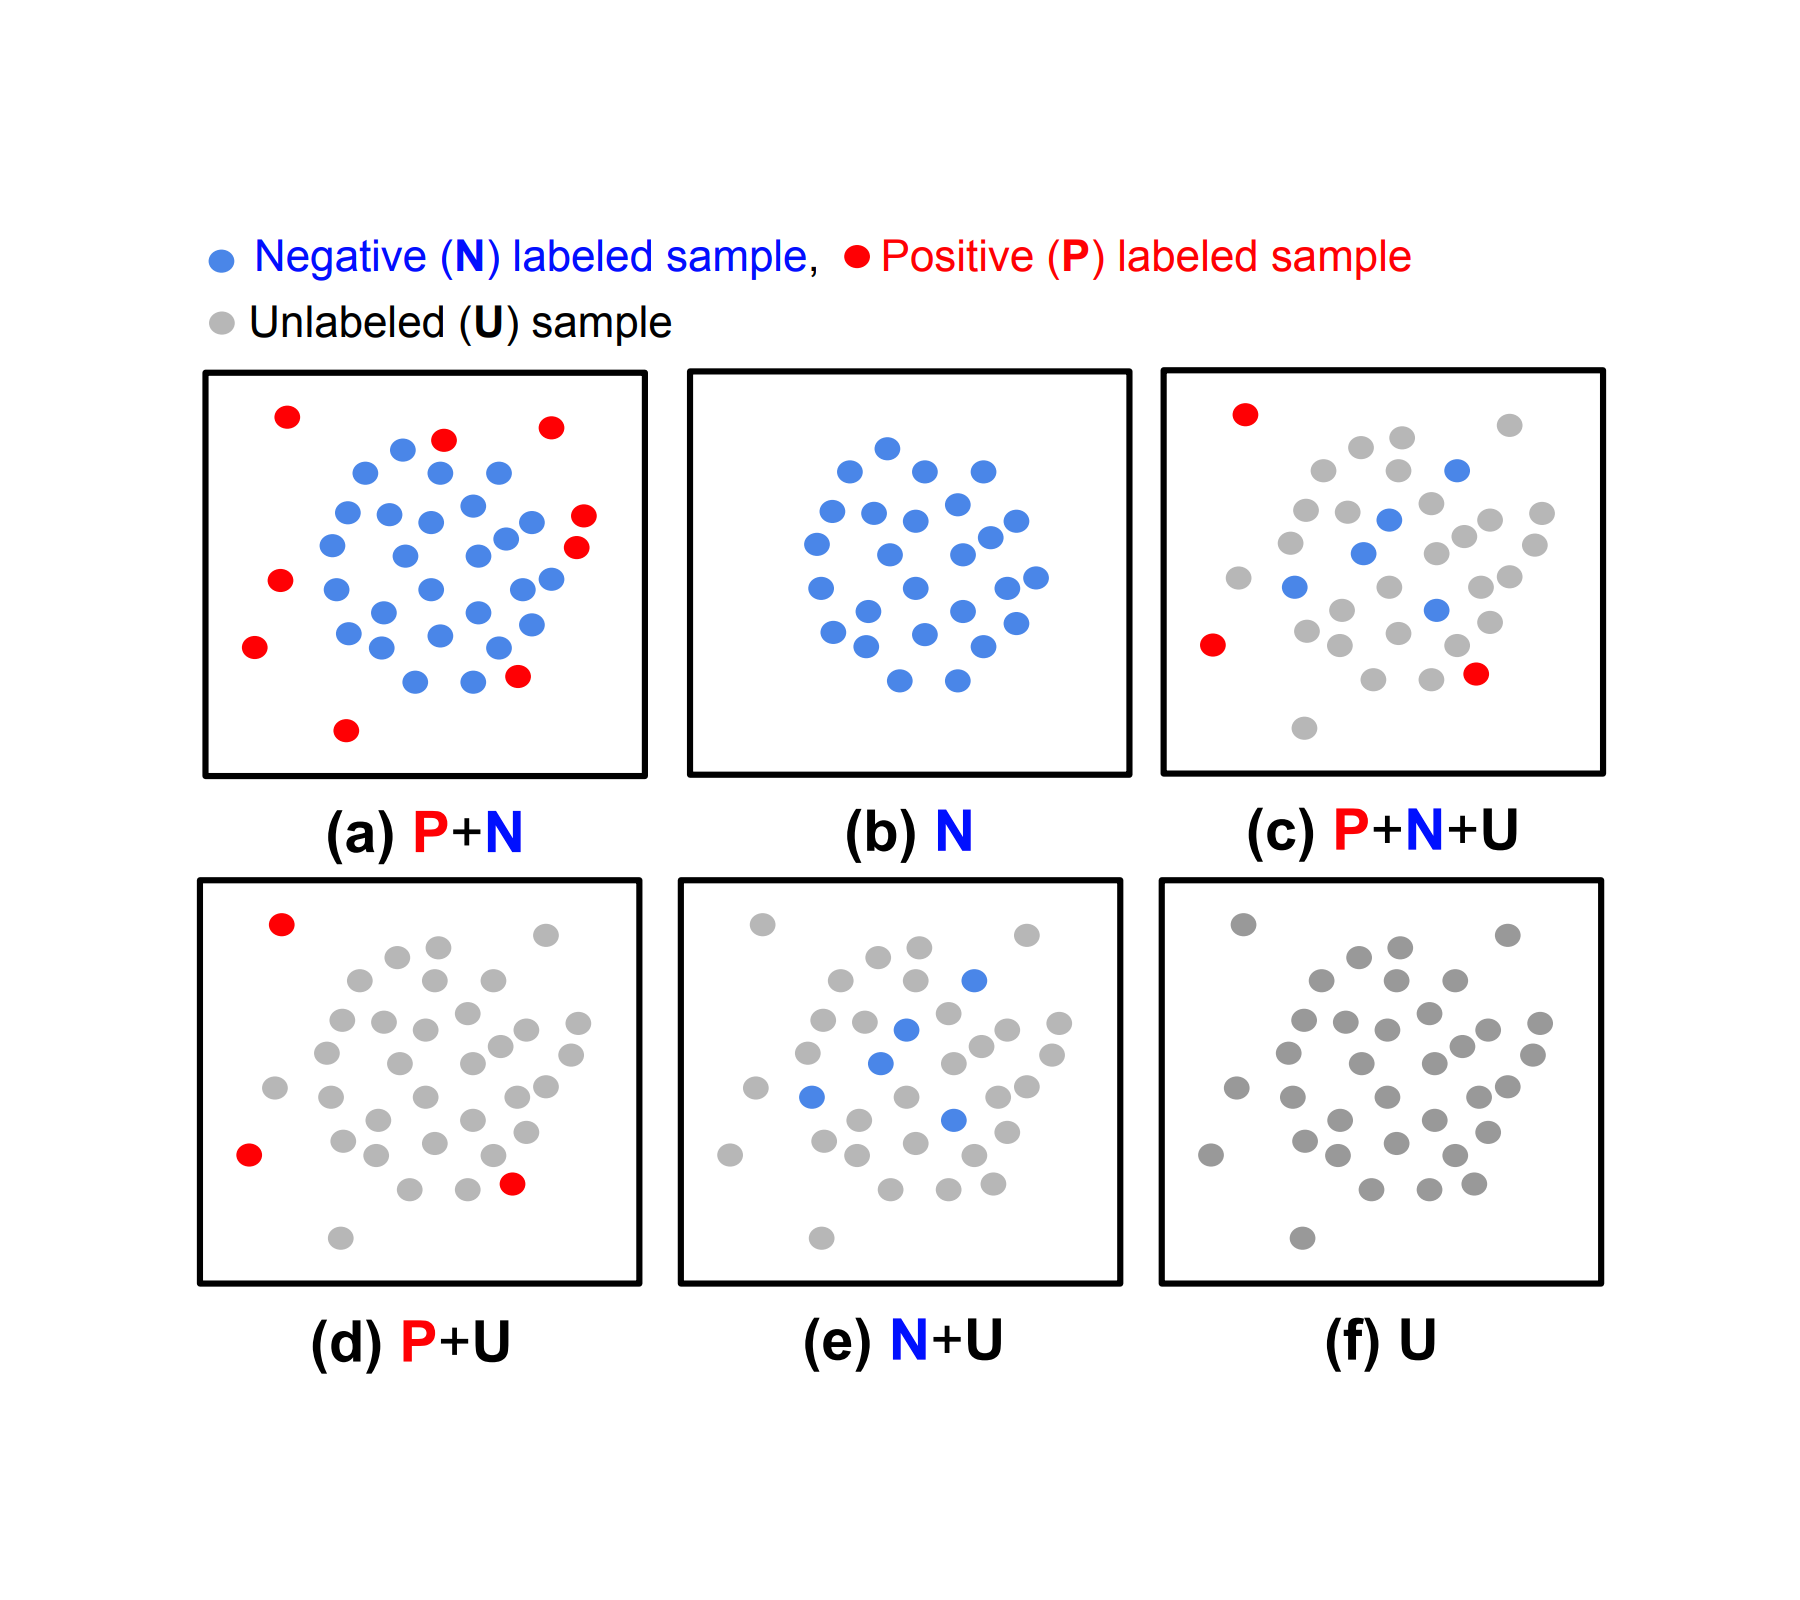 Negative (N) labeled sample, Positive (P) labeled sample
Unlabeled (U) sample
(a) P+N
(b) N
(c) P+N+U
(d) P+U
(e) N+U
(f) U